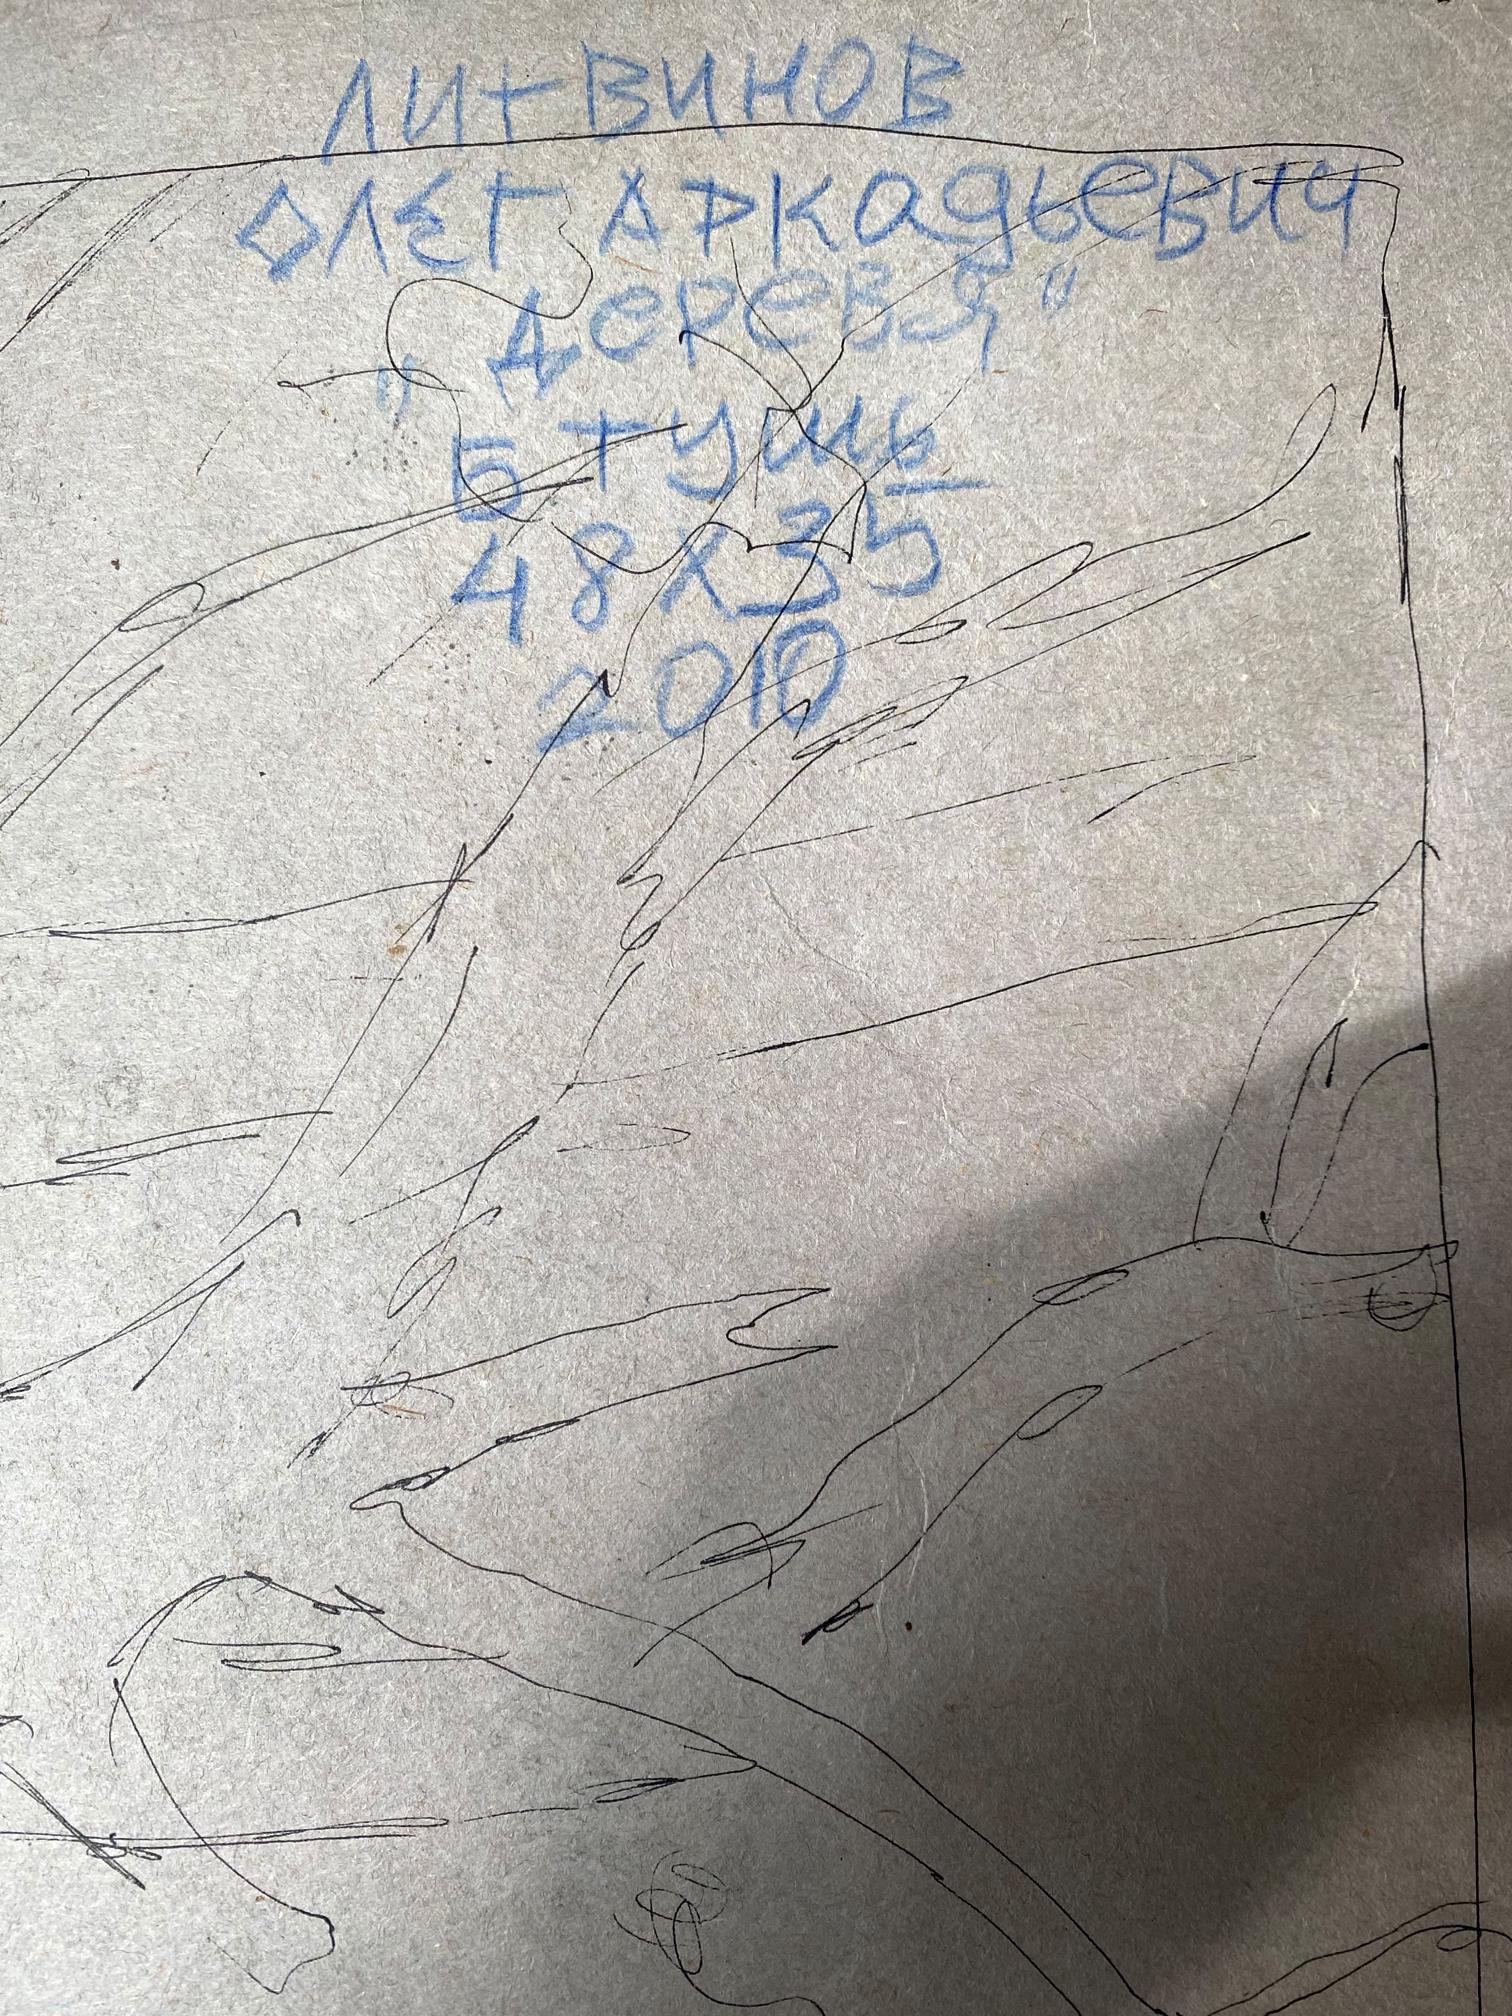 ЛИТВИНОВ
ОЛЕГ АРКАДЬЕВИЧ
"ДЕРЕВЯ"
Б ТУШЬ
48х35
2010